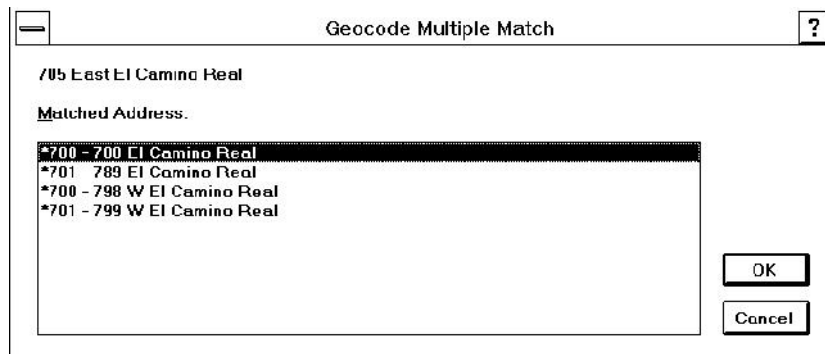 Geocode Multiple Match
?
705 East El Camino Real
Matched Address.
*700 - 700 El Camino Real
*701 789 El Camino Real
*700 - 798 W El Camino Real
*701 - 799 W El Camino Real
OK
Cancel